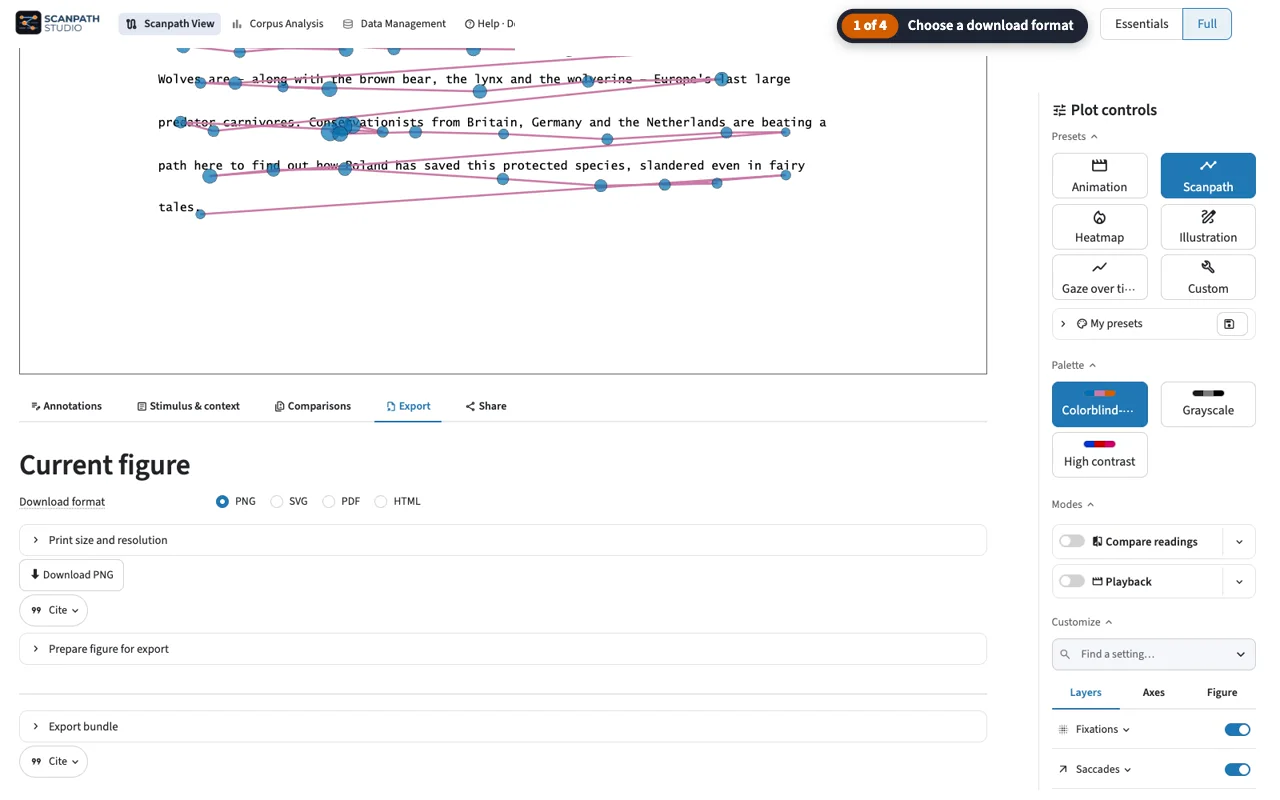 SCANPATH
STUDIO
Scanpath View
Corpus Analysis
Data Management
Help · D
1 of 4 Choose a download format
Essentials
Full
Wolves are — along with the brown bear, the lynx and the wolverine — Europe's last large
predator carnivores. Conservationists from Britain, Germany and the Netherlands are beating a
path here to find out how Poland has saved this protected species, slandered even in fairy
tales.
Annotations
Stimulus & context
Comparisons
Export
Share
Current figure
Download format
PNG
SVG
PDF
HTML
Print size and resolution
Download PNG
Cite
Prepare figure for export
Export bundle
Cite
Plot controls
Presets
Animation
Scanpath
Heatmap
Illustration
Gaze over ti···
Custom
My presets
Palette
Colorblind-···
Grayscale
High contrast
Modes
Compare readings
Playback
Customize
Find a setting...
Layers
Axes
Figure
Fixations
Saccades